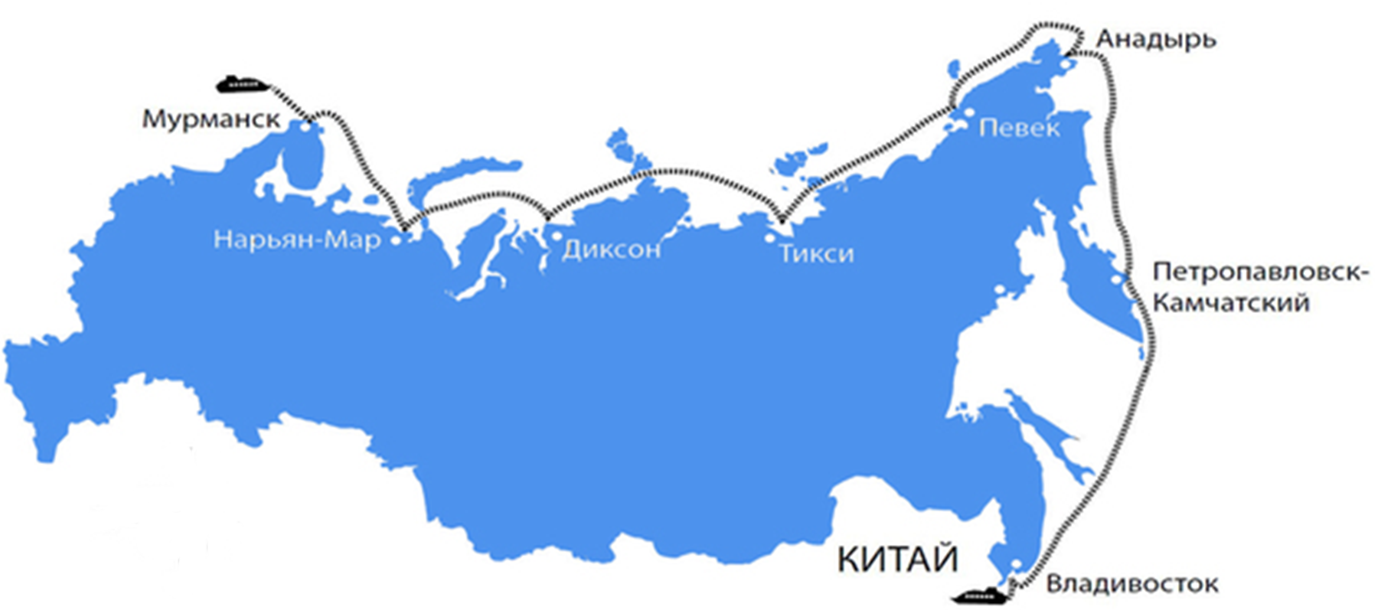 Анадырь
Мурманск
Певек
Нарьян-Мар
Диксон
Тикси
Петропавловск-
Камчатский
КИТАЙ
Владивосток